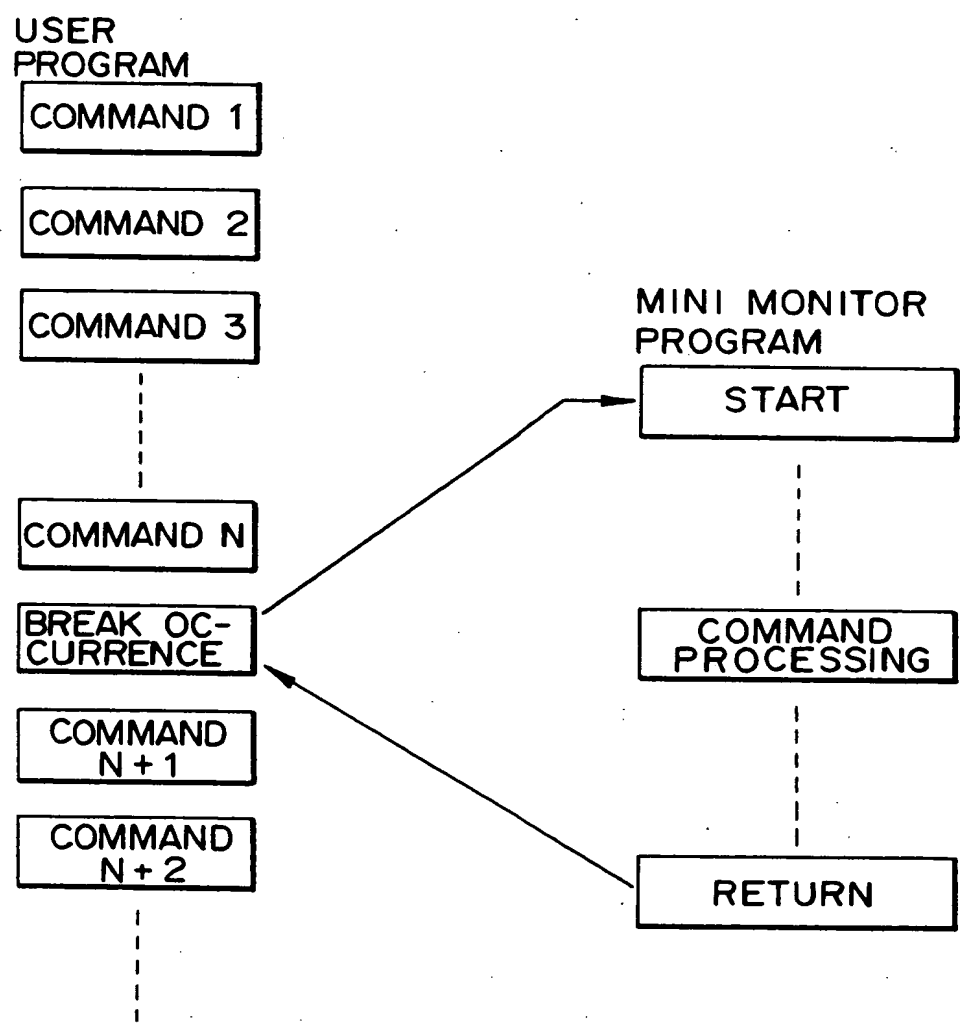 USER
PROGRAM
COMMAND 1
COMMAND 2
COMMAND 3
COMMAND N
BREAK OC-
CURRENCE
COMMAND
N+1
COMMAND
N+2
MINI MONITOR
PROGRAM
START
COMMAND
PROCESSING
RETURN